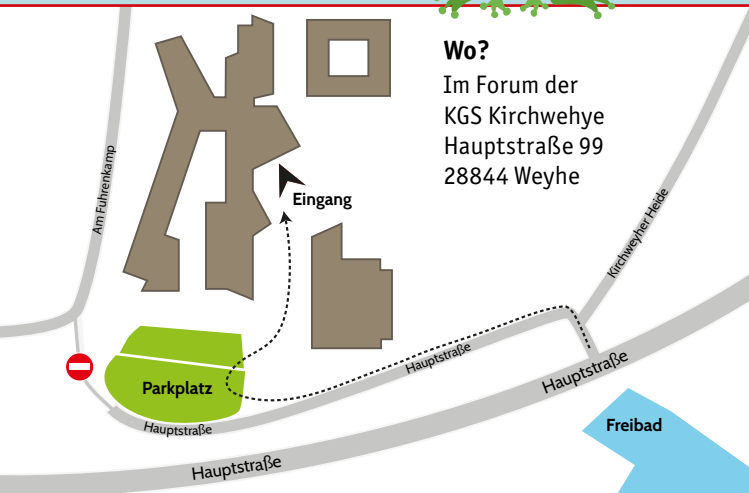 Wo?
Im Forum der
KGS Kirchwehye
Hauptstraße 99
28844 Weyhe
Am Fuhrenkamp
Eingang
Kirchweyher Heide
Parkplatz
Hauptstraße
Hauptstraße
Hauptstraße
Hauptstraße
Freibad